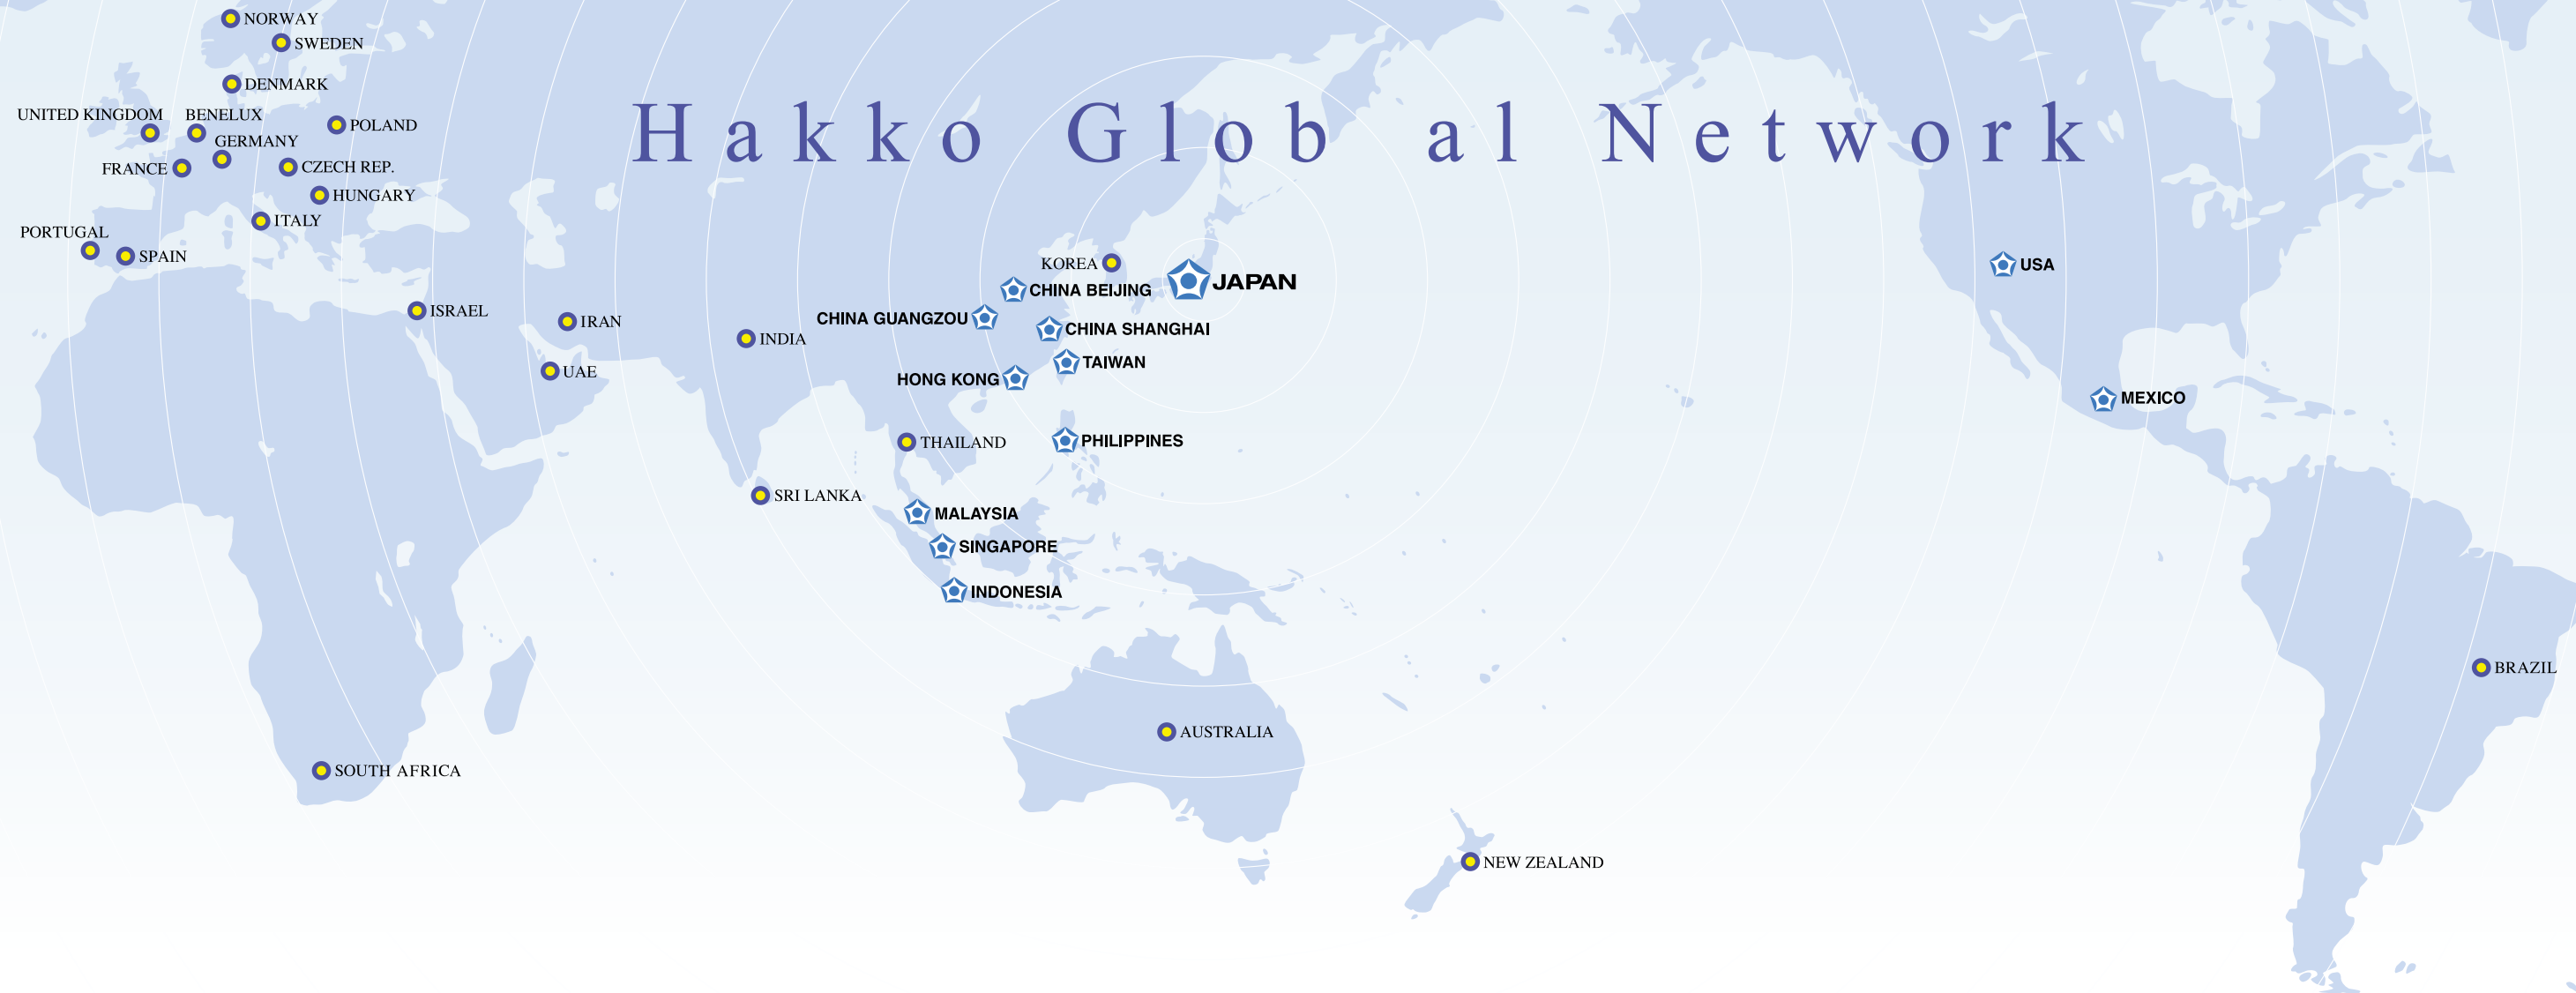 NORWAY
SWEDEN
DENMARK
UNITED KINGDOM
BENELUX
POLAND
GERMANY
FRANCE
CZECH REP.
HUNGARY
ITALY
PORTUGAL
SPAIN
Hakko Global Network
ISRAEL
IRAN
UAE
INDIA
SRI LANKA
KOREA
JAPAN
CHINA BEIJING
CHINA GUANGZOU
CHINA SHANGHAI
TAIWAN
HONG KONG
THAILAND
PHILIPPINES
MALAYSIA
SINGAPORE
INDONESIA
USA
MEXICO
BRAZIL
AUSTRALIA
SOUTH AFRICA
NEW ZEALAND